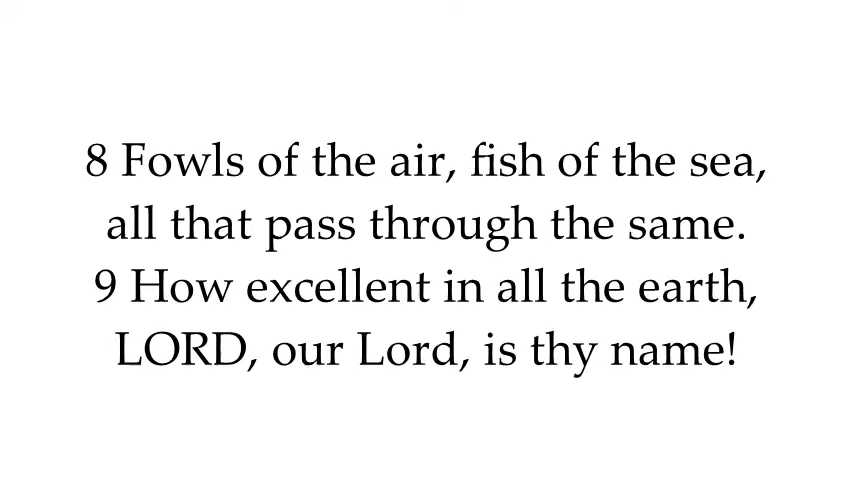 8 Fowls of the air, fish of the sea,
all that pass through the same.
9 How excellent in all the earth,
LORD, our Lord, is thy name!